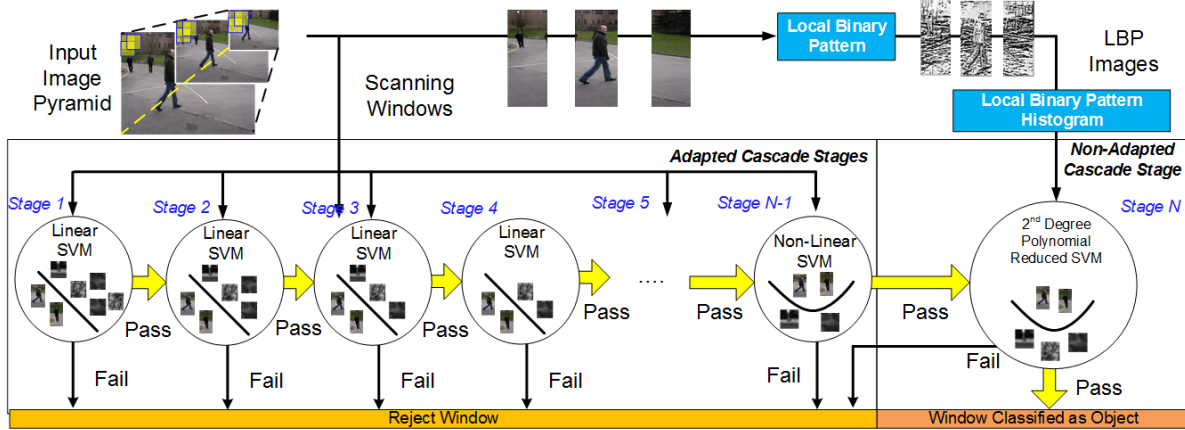 Input
Image
Pyramid
Scanning
Windows
Local Binary
Pattern
LBP
Images
Local Binary Pattern
Histogram
Adapted Cascade Stages
Non-Adapted
Cascade Stage
Stage 1
Stage 2
Stage 3
Stage 4
Stage 5
Stage N-1
Stage N
Linear
SVM
Linear
SVM
Linear
SVM
Linear
SVM
Non-Linear
SVM
2nd Degree
Polynomial
Reduced SVM
....
Pass
Pass
Pass
Pass
Pass
Pass
Fail
Fail
Fail
Fail
Fail
Fail
Pass
Reject Window
Window Classified as Object